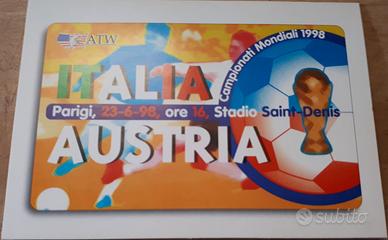 ATW
Campionati Mondiali 1998
ITALIA
Parigi, 23-6-98, ore 16, Stadio Saint-Denis
AUSTRIA
subito